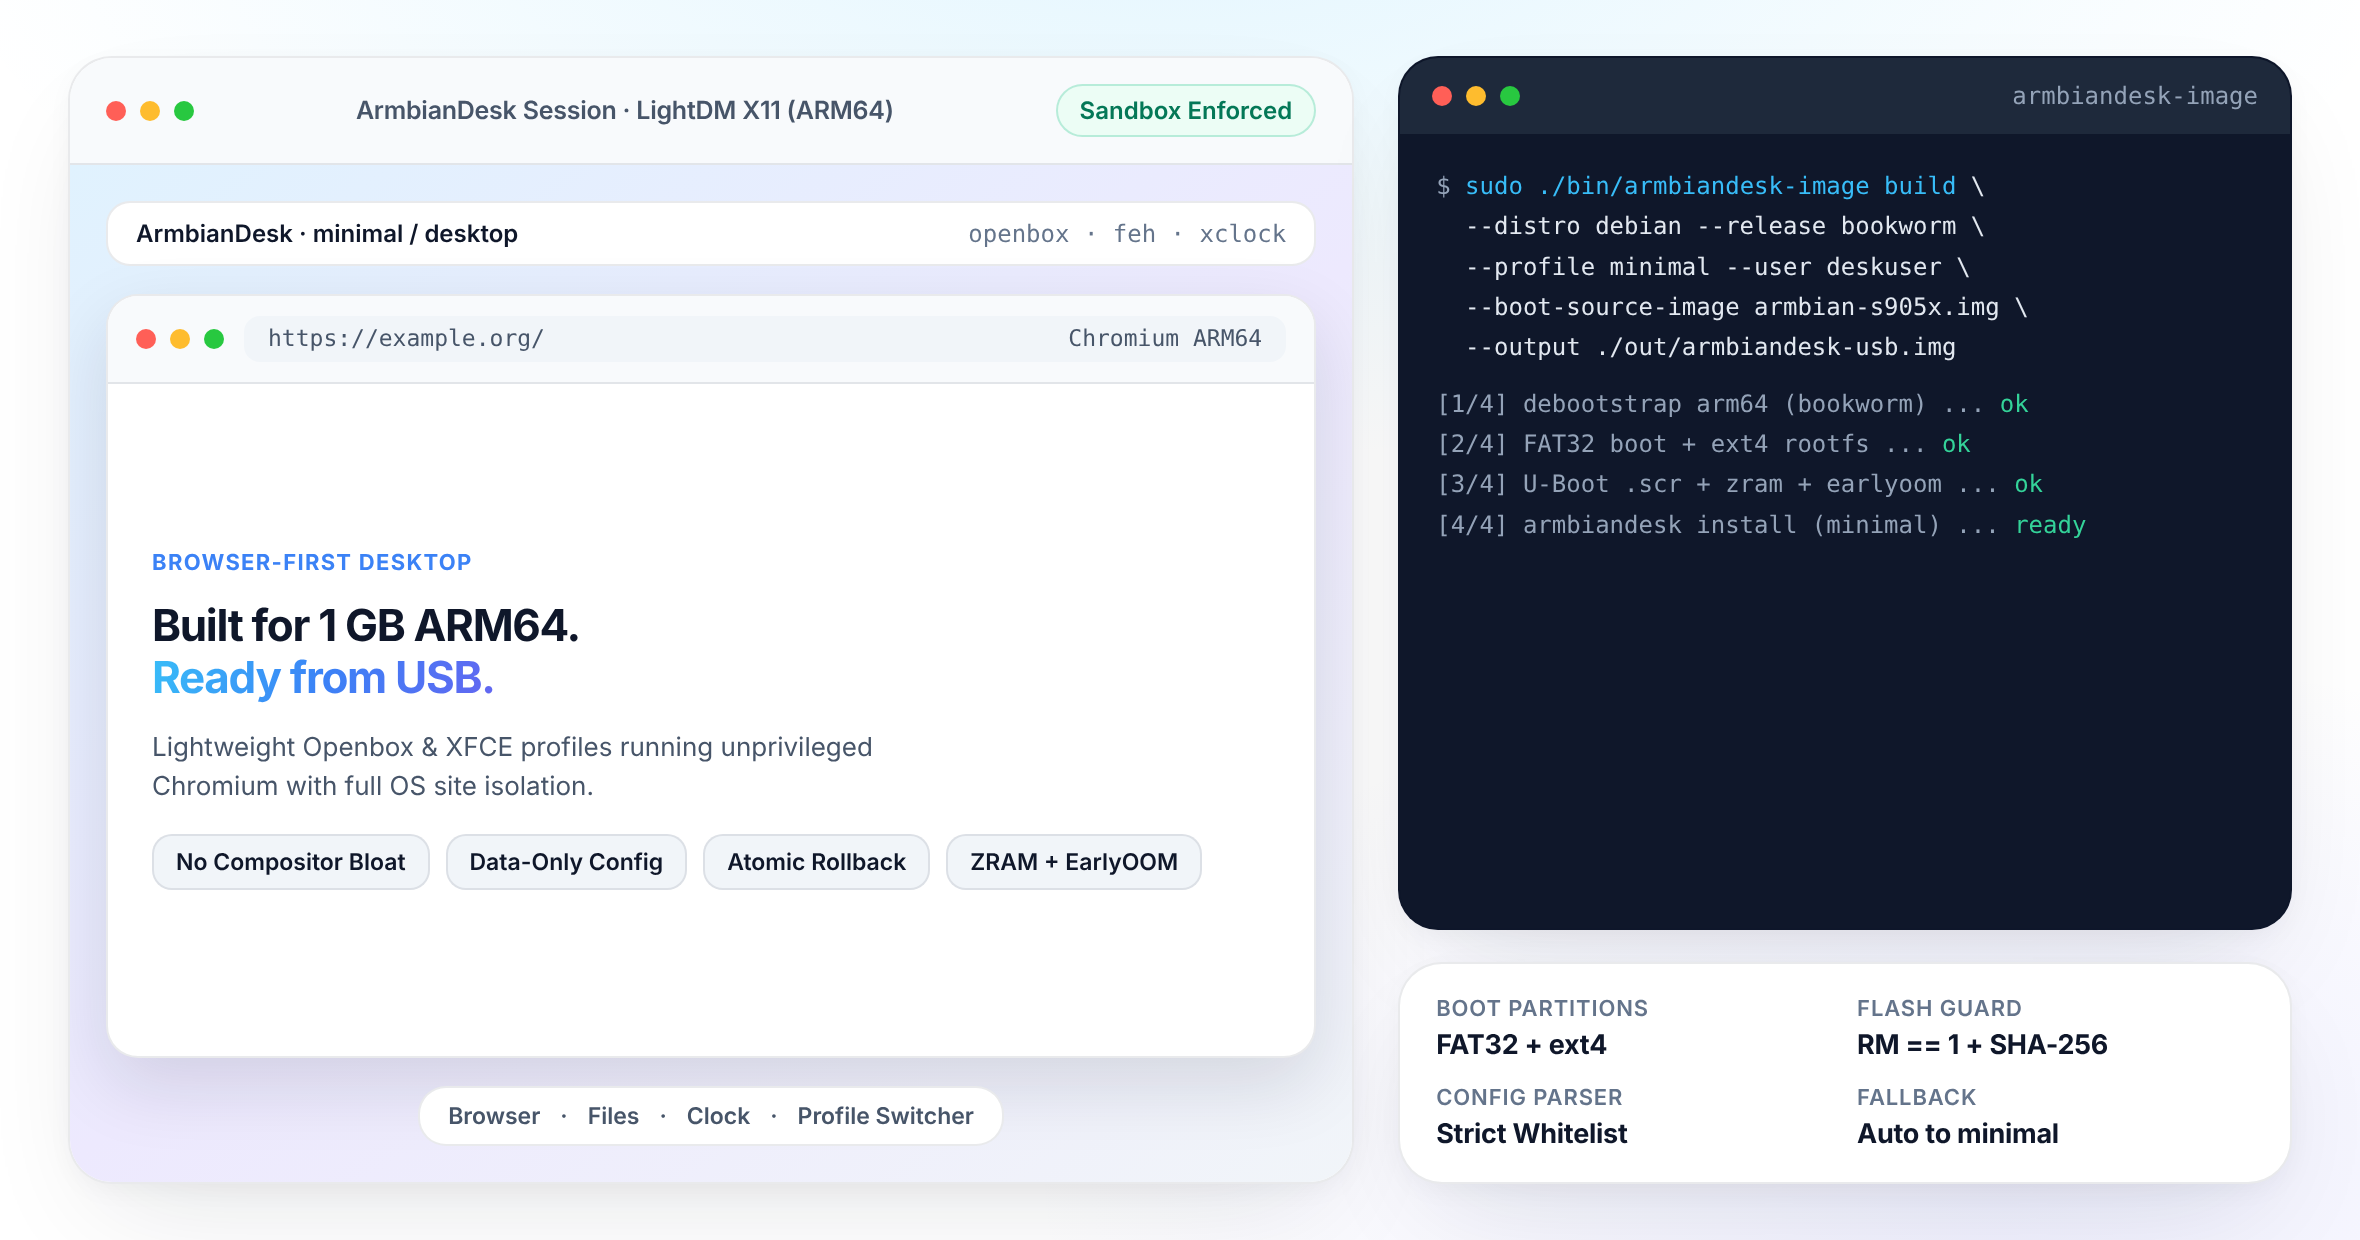 ArmbianDesk Session · LightDM X11 (ARM64)
Sandbox Enforced
ArmbianDesk · minimal / desktop
openbox · feh · xclock
https://example.org/
Chromium ARM64
BROWSER-FIRST DESKTOP
Built for 1 GB ARM64.
Ready from USB.
Lightweight Openbox & XFCE profiles running unprivileged
Chromium with full OS site isolation.
No Compositor Bloat
Data-Only Config
Atomic Rollback
ZRAM + EarlyOOM
Browser · Files · Clock · Profile Switcher
armbiandesk-image
$ sudo ./bin/armbiandesk-image build \
--distro debian --release bookworm \
--profile minimal --user deskuser \
--boot-source-image armbian-s905x.img \
--output ./out/armbiandesk-usb.img
[1/4] debootstrap arm64 (bookworm) ... ok
[2/4] FAT32 boot + ext4 rootfs ... ok
[3/4] U-Boot .scr + zram + earlyoom ... ok
[4/4] armbiandesk install (minimal) ... ready
BOOT PARTITIONS
FAT32 + ext4
FLASH GUARD
RM == 1 + SHA-256
CONFIG PARSER
Strict Whitelist
FALLBACK
Auto to minimal